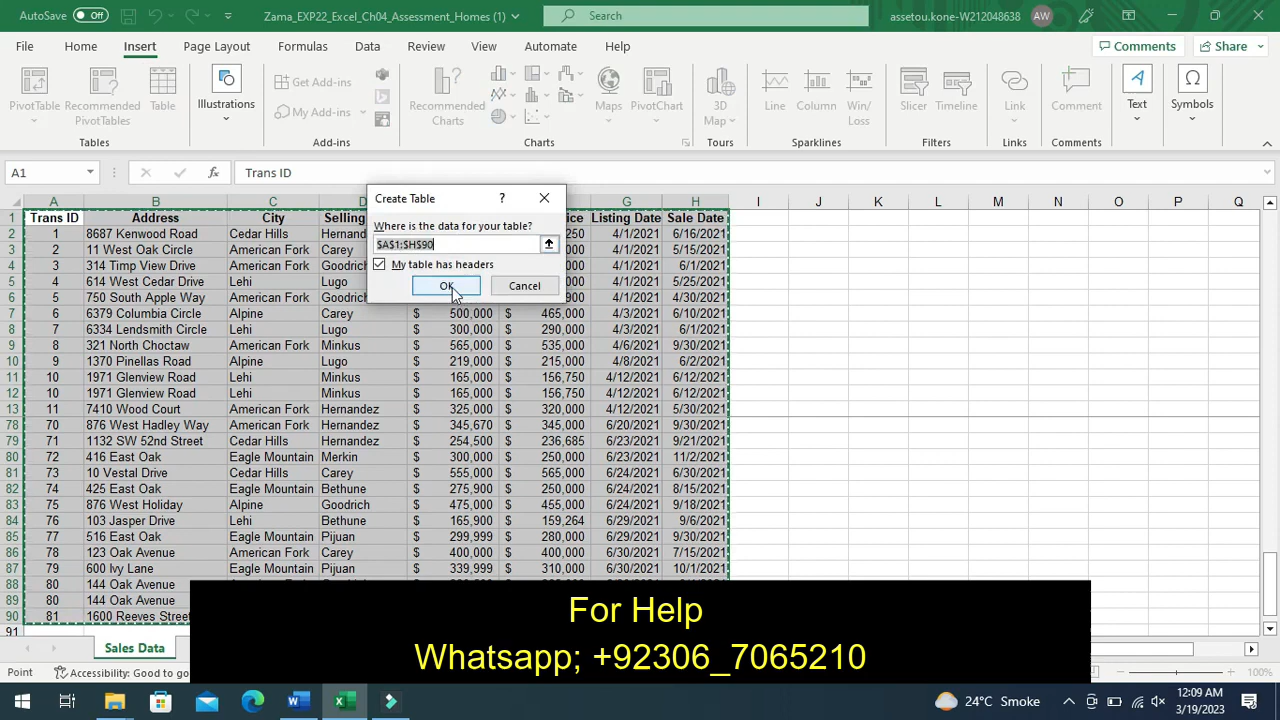 AutoSave Off Zama_EXP22_Excel_Ch04_Assessment_Homes (1) Search assetou.kone-W212048638 AW
File Home Insert Page Layout Formulas Data Review View Automate Help Comments Share
PivotTable Recommended PivotTables Table Illustrations Get Add-ins My Add-ins Recommended Charts Maps PivotChart 3D Map Line Column Win/Loss Slicer Timeline Link Comment Text Symbols
Tables Add-ins Charts Tours Sparklines Filters Links Comments
A1 fx Trans ID
A B C D G H I J K L M N O P Q
Create Table ? ×
Where is the data for your table?
$A$1:$H$90
My table has headers
OK Cancel
1 Trans ID Address City Selling ice Listing Date Sale Date
2 1 8687 Kenwood Road Cedar Hills Hernand 250 4/1/2021 6/16/2021
3 2 11 West Oak Circle American Fork Carey 4/1/2021 5/15/2021
4 3 314 Timp View Drive American Fork Goodrich 4/1/2021 6/1/2021
5 4 614 West Cedar Drive Lehi Lugo 4/1/2021 5/25/2021
6 5 750 South Apple Way American Fork Goodrich 900 4/1/2021 4/30/2021
7 6 6379 Columbia Circle Alpine Carey $ 500,000 $ 465,000 4/3/2021 6/10/2021
8 7 6334 Lendsmith Circle Lehi Lugo $ 300,000 $ 290,000 4/3/2021 6/1/2021
9 8 321 North Choctaw American Fork Minkus $ 565,000 $ 535,000 4/6/2021 9/30/2021
10 9 1370 Pinellas Road Alpine Lugo $ 219,000 $ 215,000 4/8/2021 6/2/2021
11 10 1971 Glenview Road Lehi Minkus $ 165,000 $ 156,750 4/12/2021 6/12/2021
12 10 1971 Glenview Road Lehi Minkus $ 165,000 $ 156,750 4/12/2021 6/12/2021
13 11 7410 Wood Court American Fork Hernandez $ 325,000 $ 320,000 4/12/2021 5/30/2021
78 70 876 West Hadley Way American Fork Hernandez $ 345,670 $ 345,000 6/20/2021 9/30/2021
79 71 1132 SW 52nd Street Cedar Hills Hernandez $ 254,500 $ 236,685 6/23/2021 9/21/2021
80 72 416 East Oak Eagle Mountain Merkin $ 300,000 $ 250,000 6/23/2021 11/2/2021
81 73 10 Vestal Drive Cedar Hills Carey $ 555,000 $ 565,000 6/24/2021 6/30/2021
82 74 425 East Oak Eagle Mountain Bethune $ 275,900 $ 250,000 6/24/2021 8/15/2021
83 75 876 West Holiday Alpine Goodrich $ 475,000 $ 455,000 6/24/2021 9/18/2021
84 76 103 Jasper Drive Lehi Bethune $ 165,900 $ 159,264 6/29/2021 9/6/2021
85 77 516 East Oak Eagle Mountain Pijuan $ 299,999 $ 280,000 6/29/2021 9/30/2021
86 78 123 Oak Avenue American Fork Carey $ 400,000 $ 400,000 6/30/2021 7/15/2021
87 79 600 Ivy Lane Eagle Mountain Pijuan $ 339,999 $ 310,000 6/30/2021 10/1/2021
88 80 144 Oak Avenue
89 80 144 Oak Avenue
90 81 1600 Reeves Street
91
For Help
Whatsapp; +92306_7065210
Sales Data
Point Accessibility: Good to 100%
24°C Smoke 12:09 AM
3/19/2023